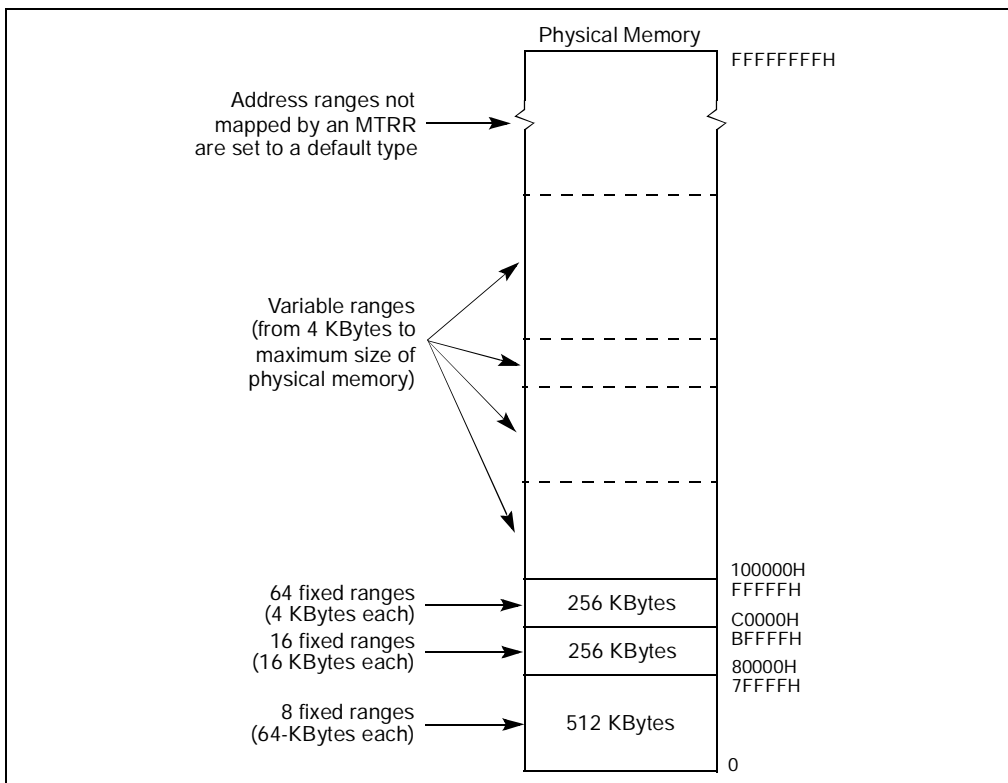 Physical Memory
FFFFFFFFH
Address ranges not
mapped by an MTRR
are set to a default type
Variable ranges
(from 4 KBytes to
maximum size of
physical memory)
100000H
FFFFFH
64 fixed ranges
(4 KBytes each)
256 KBytes
C0000H
BFFFFH
16 fixed ranges
(16 KBytes each)
256 KBytes
80000H
7FFFFH
8 fixed ranges
(64-KBytes each)
512 KBytes
0